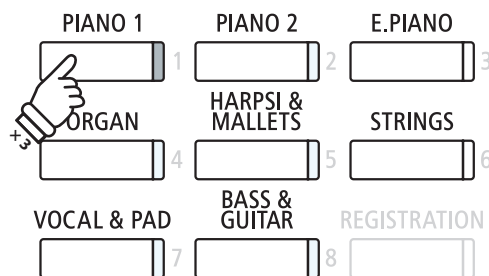 PIANO 1 PIANO 2 E.PIANO
1 2 3
×3
ORGAN HARPSI & MALLETS STRINGS
4 5 6
VOCAL & PAD BASS & GUITAR REGISTRATION
7 8